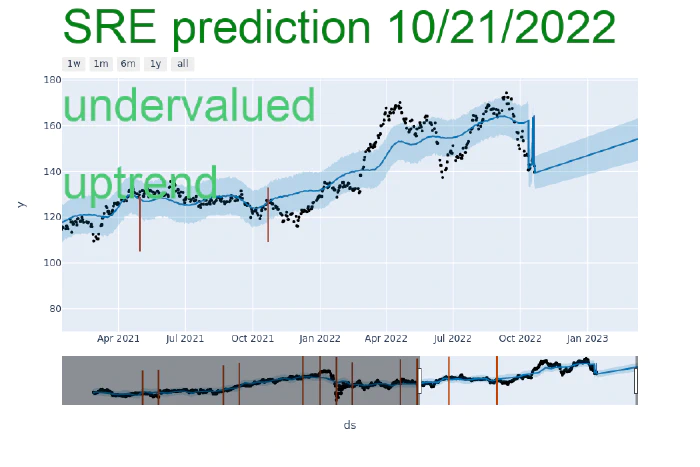 SRE prediction 10/21/2022
1w 1m 6m 1y all
180
undervalued
160
140
uptrend
120
y
100
80
Apr 2021 Jul 2021 Oct 2021 Jan 2022 Apr 2022 Jul 2022 Oct 2022 Jan 2023
ds